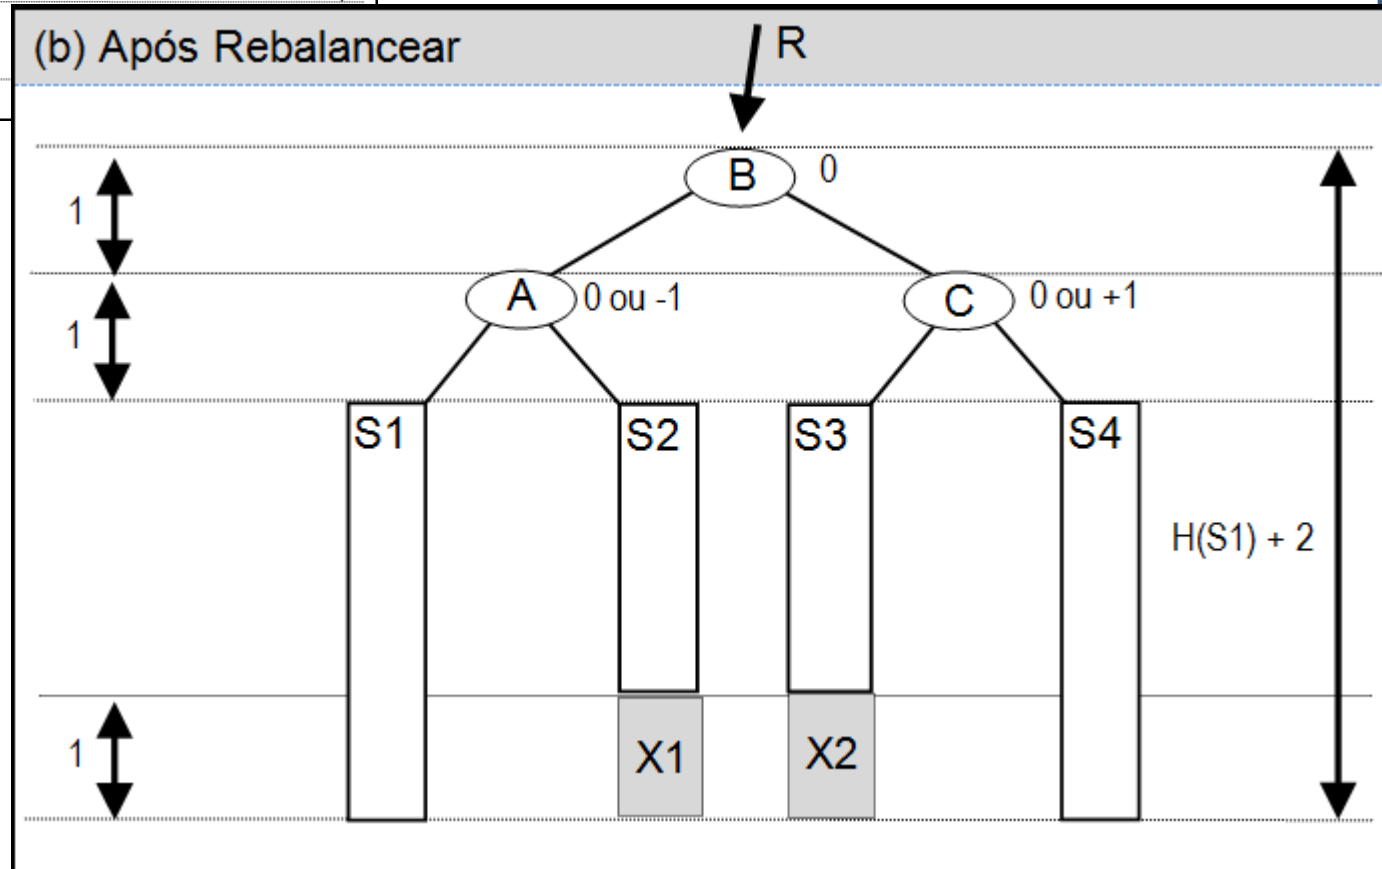 (b) Após Rebalancear
R
B 0
1
A 0 ou -1
C 0 ou +1
1
S1
S2
S3
S4
H(S1) + 2
1
X1
X2